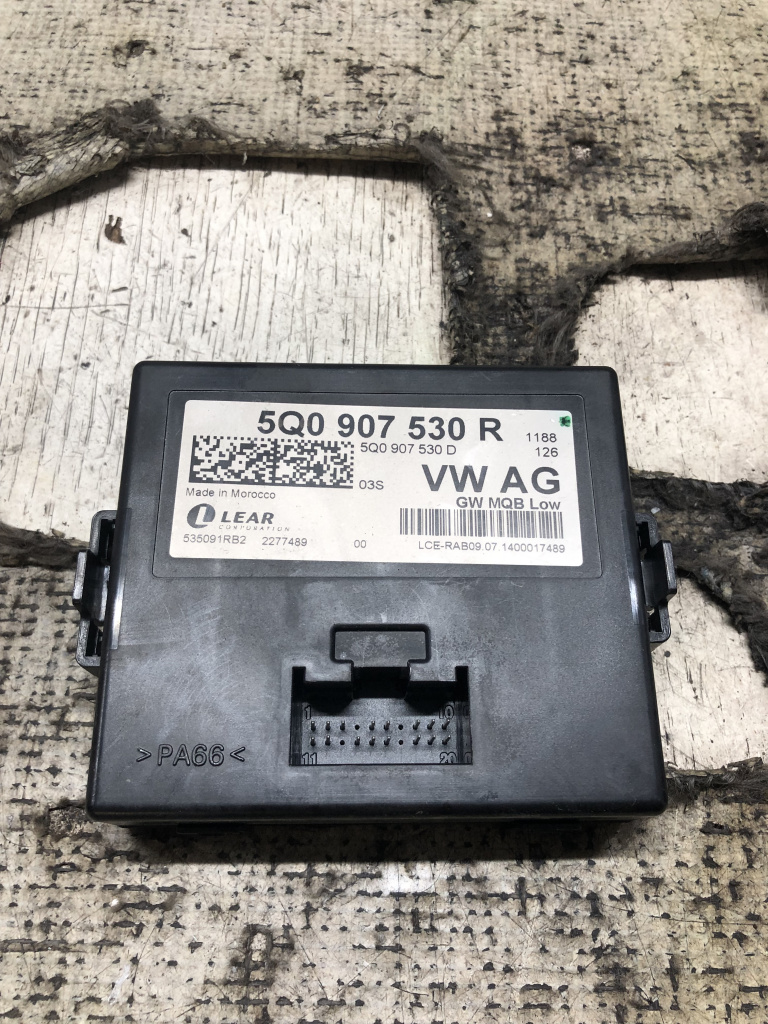 5Q0 907 530 R
1188
5Q0 907 530 D
126
03S
VW AG
Made in Morocco
GW MQB Low
LEAR
CORPORATION
535091RB2 2277489 00 LCE-RAB09.07.1400017489
1 10
>PA66<
11 20